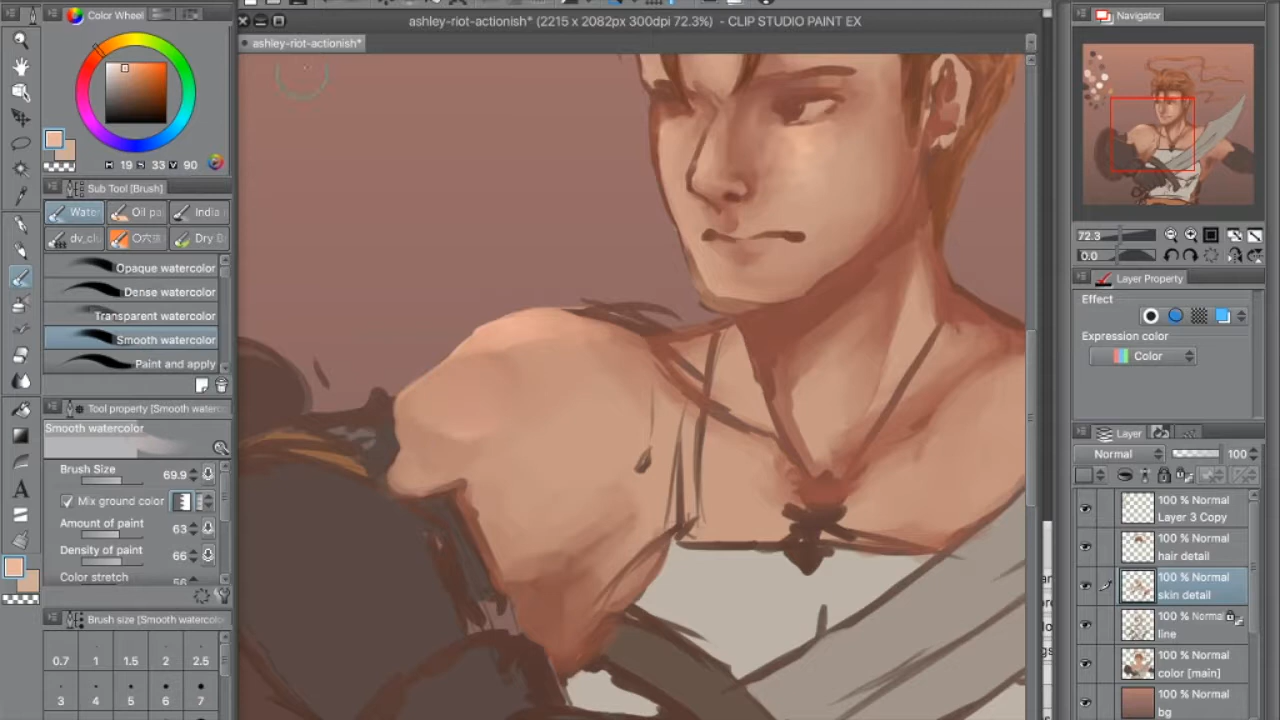 ashley-riot-actionish* (2215 x 2082px 300dpi 72.3%) - CLIP STUDIO PAINT EX
ashley-riot-actionish*
Color Wheel
H 19 S 33 V 90
Sub Tool [Brush]
Water
Oil pa
India
dv_cl
Dry B
Opaque watercolor
Dense watercolor
Transparent watercolor
Smooth watercolor
Paint and apply
Tool property [Smooth waterc
Smooth watercolor
Brush Size 69.9
Mix ground color
Amount of paint 63
Density of paint 66
Color stretch 56
Brush size [Smooth watercolor]
0.7 1 1.5 2 2.5
3 4 5 6 7
Navigator
72.3
0.0
Layer Property
Effect
Expression color
Color
Layer
Normal 100
100 % Normal
Layer 3 Copy
100 % Normal
hair detail
100 % Normal
skin detail
100 % Normal
line
100 % Normal
color [main]
100 % Normal
bg